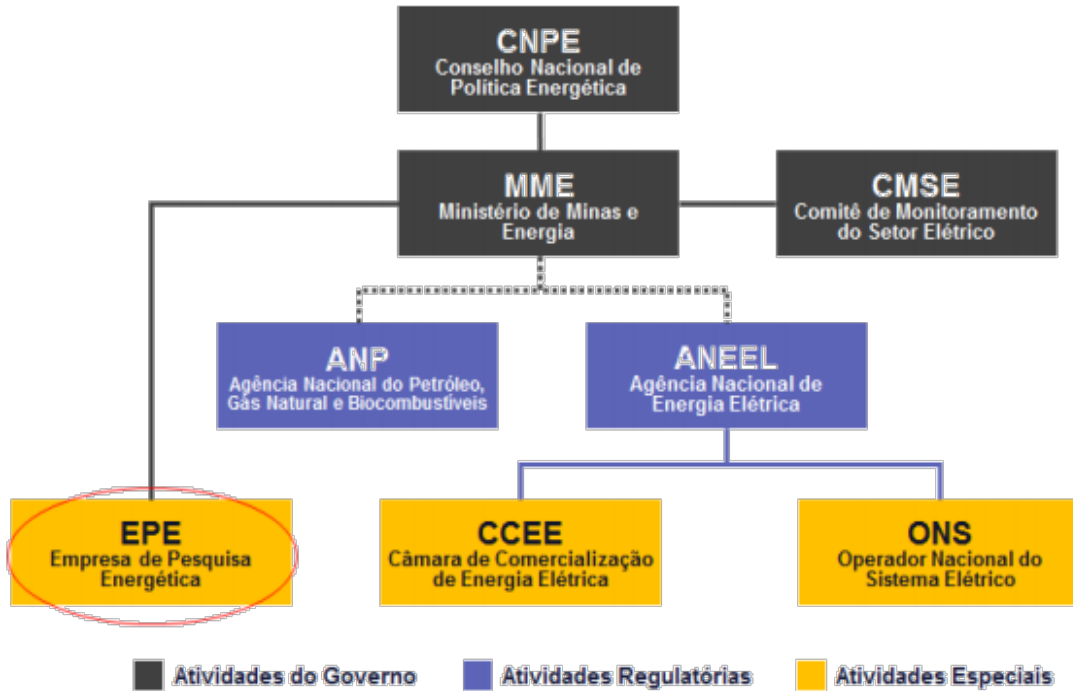 CNPE
Conselho Nacional de
Política Energética
MME
Ministério de Minas e
Energia
CMSE
Comitê de Monitoramento
do Setor Elétrico
ANP
Agência Nacional do Petróleo,
Gás Natural e Biocombustíveis
ANEEL
Agência Nacional de
Energia Elétrica
EPE
Empresa de Pesquisa
Energética
CCEE
Câmara de Comercialização
de Energia Elétrica
ONS
Operador Nacional do
Sistema Elétrico
Atividades do Governo
Atividades Regulatórias
Atividades Especiais